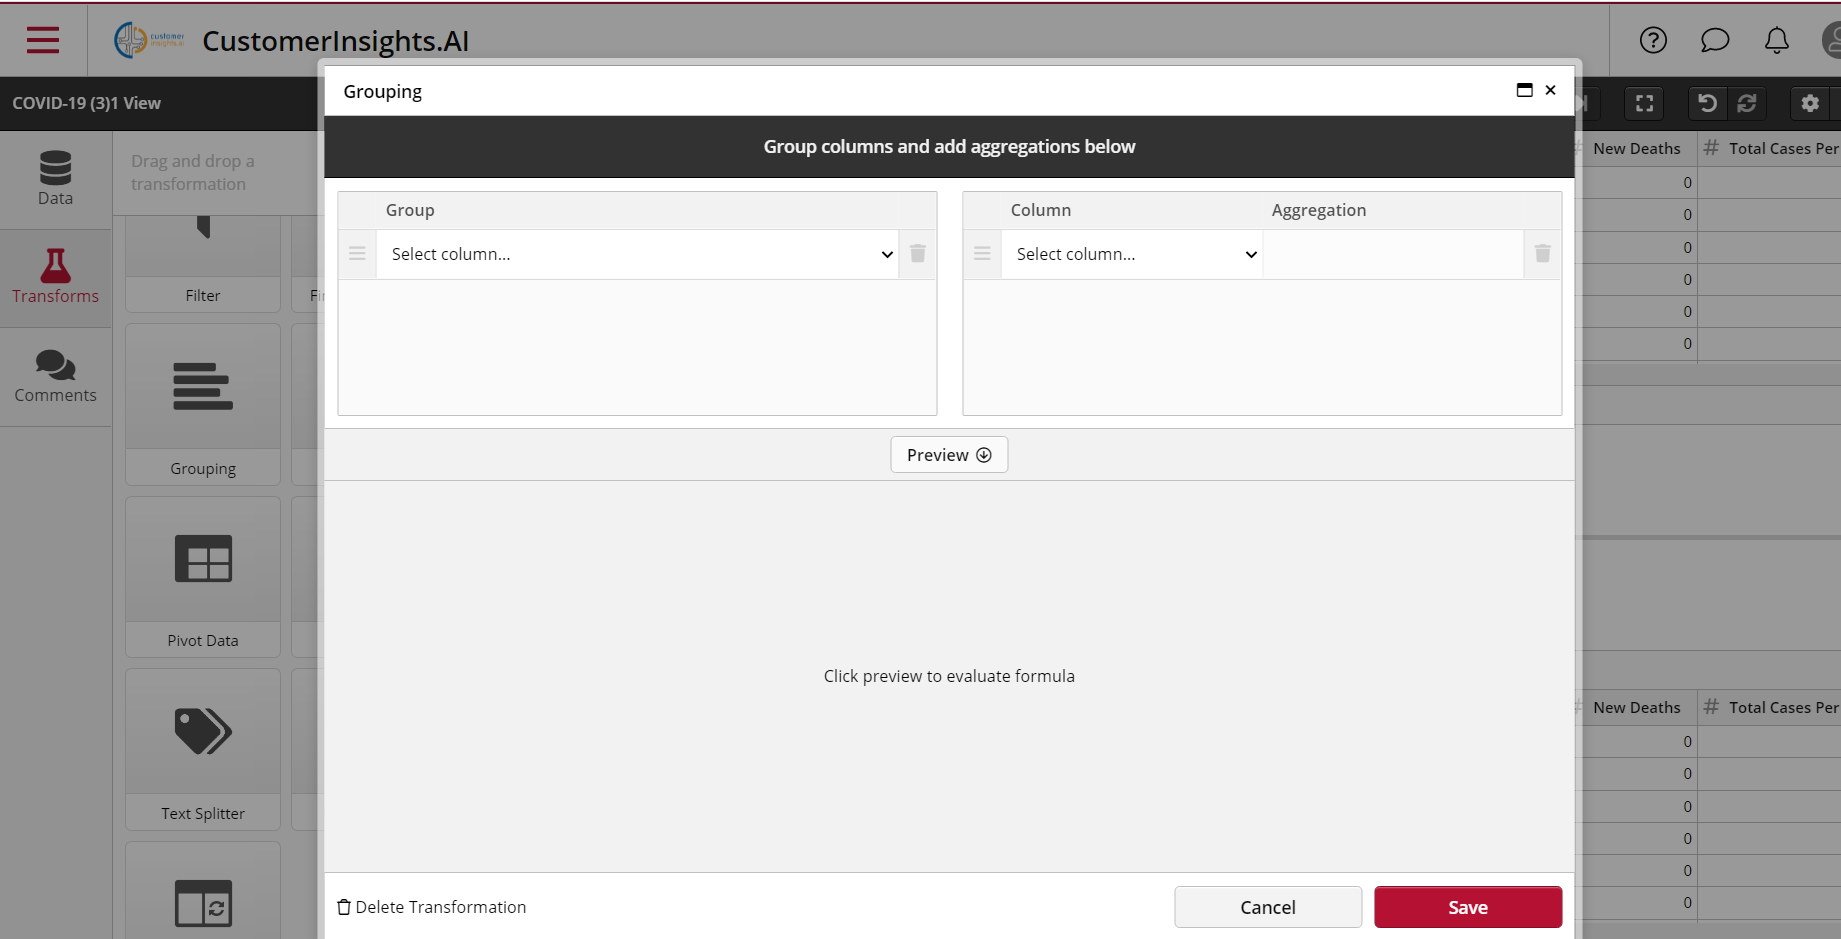 customer
insights.ai
CustomerInsights.AI
COVID-19 (3)1 View
Grouping
Group columns and add aggregations below
Drag and drop a
transformation
Data
Transforms
Comments
Filter
Grouping
Pivot Data
Text Splitter
Group
Select column...
Column
Aggregation
Select column...
Preview
Click preview to evaluate formula
Delete Transformation
Cancel
Save
# New Deaths
# Total Cases Per
0
0
0
0
0
0
# New Deaths
# Total Cases Per
0
0
0
0
0
0